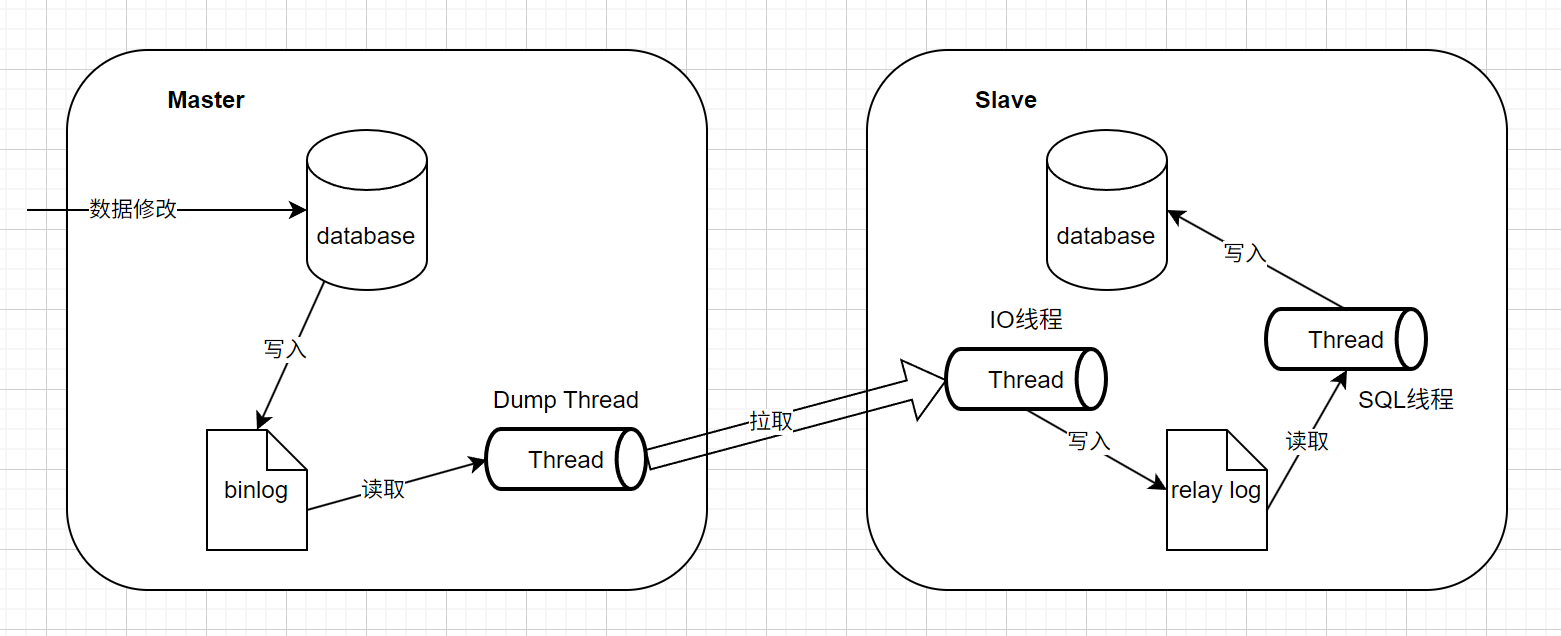 Master
数据修改
database
写入
binlog
读取
Dump Thread
Thread
拉取
Slave
database
写入
IO线程
Thread
写入
relay log
读取
Thread
SQL线程